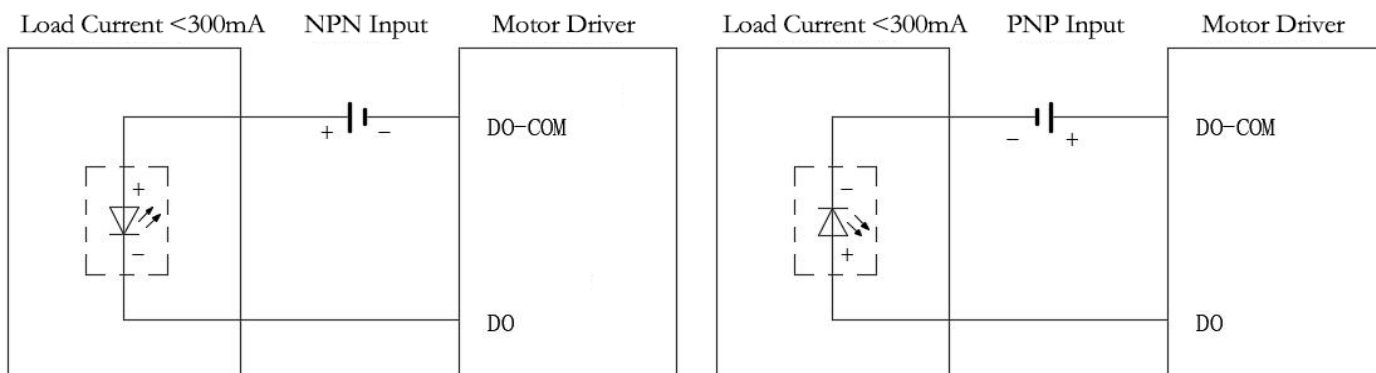 Load Current <300mA NPN Input Motor Driver
+ − DO-COM
+
−
DO
Load Current <300mA PNP Input Motor Driver
− + DO-COM
−
+
DO